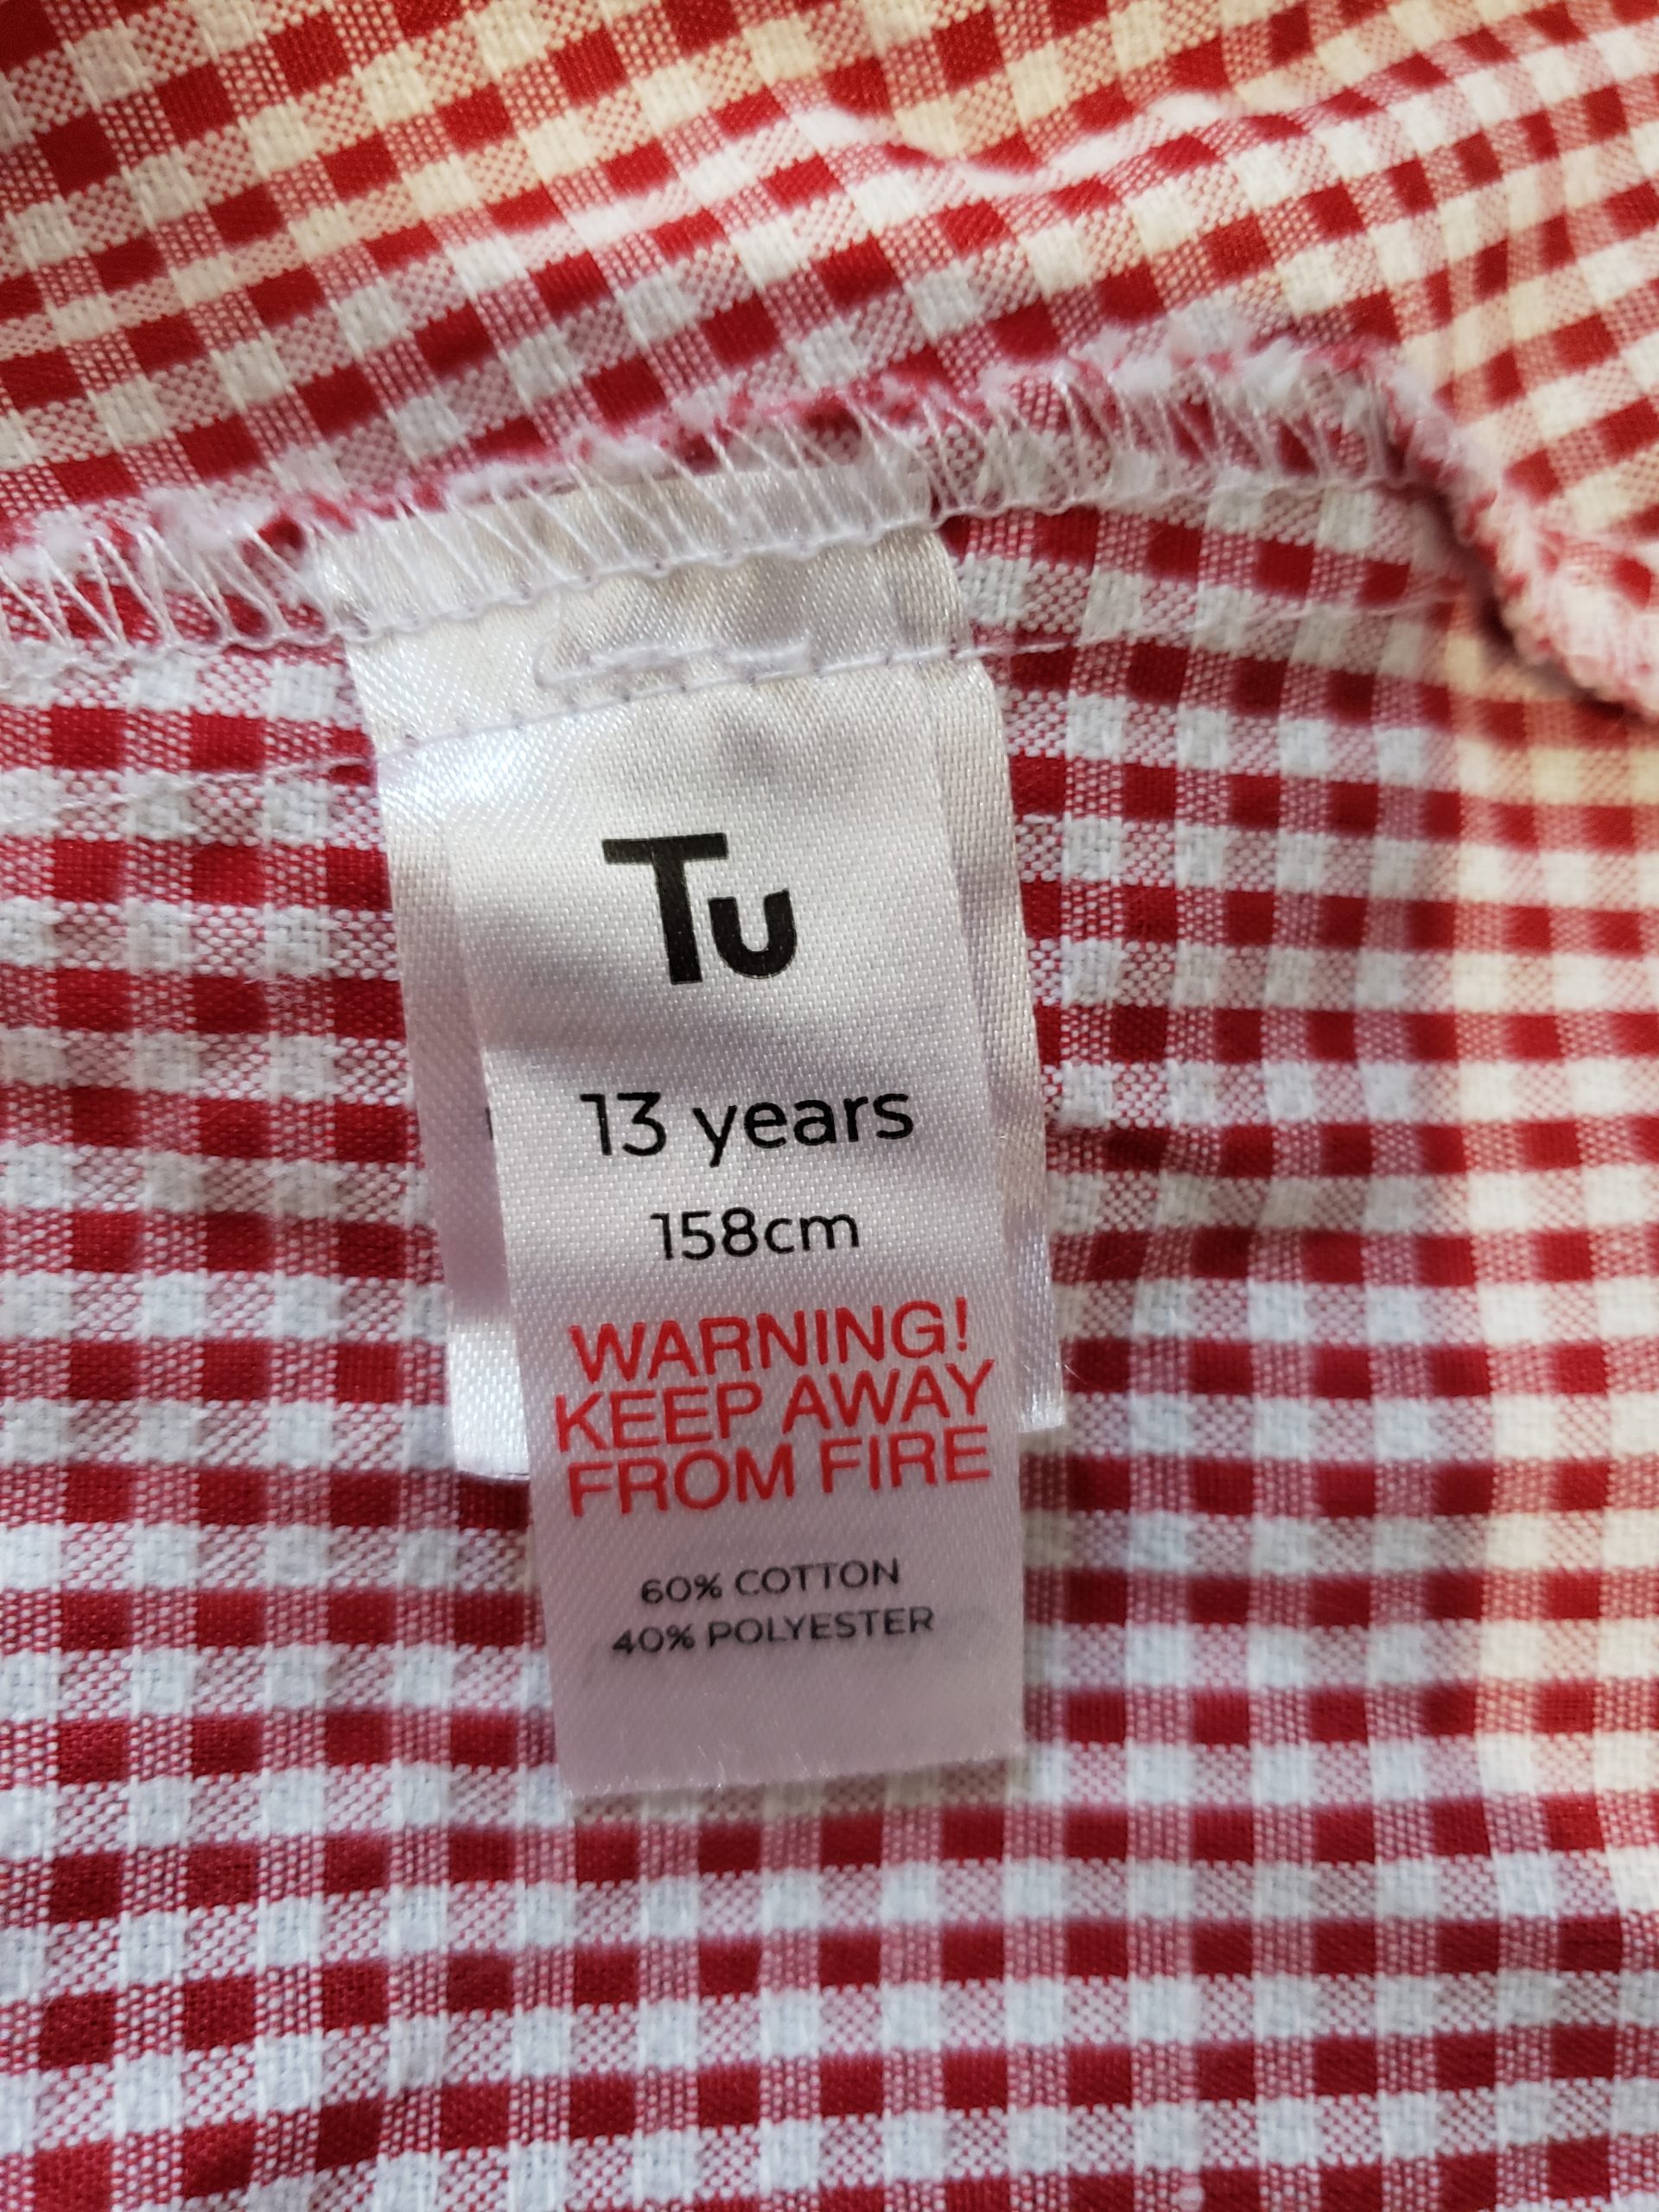 Tu
13 years
158cm
WARNING!
KEEP AWAY
FROM FIRE
60% COTTON
40% POLYESTER